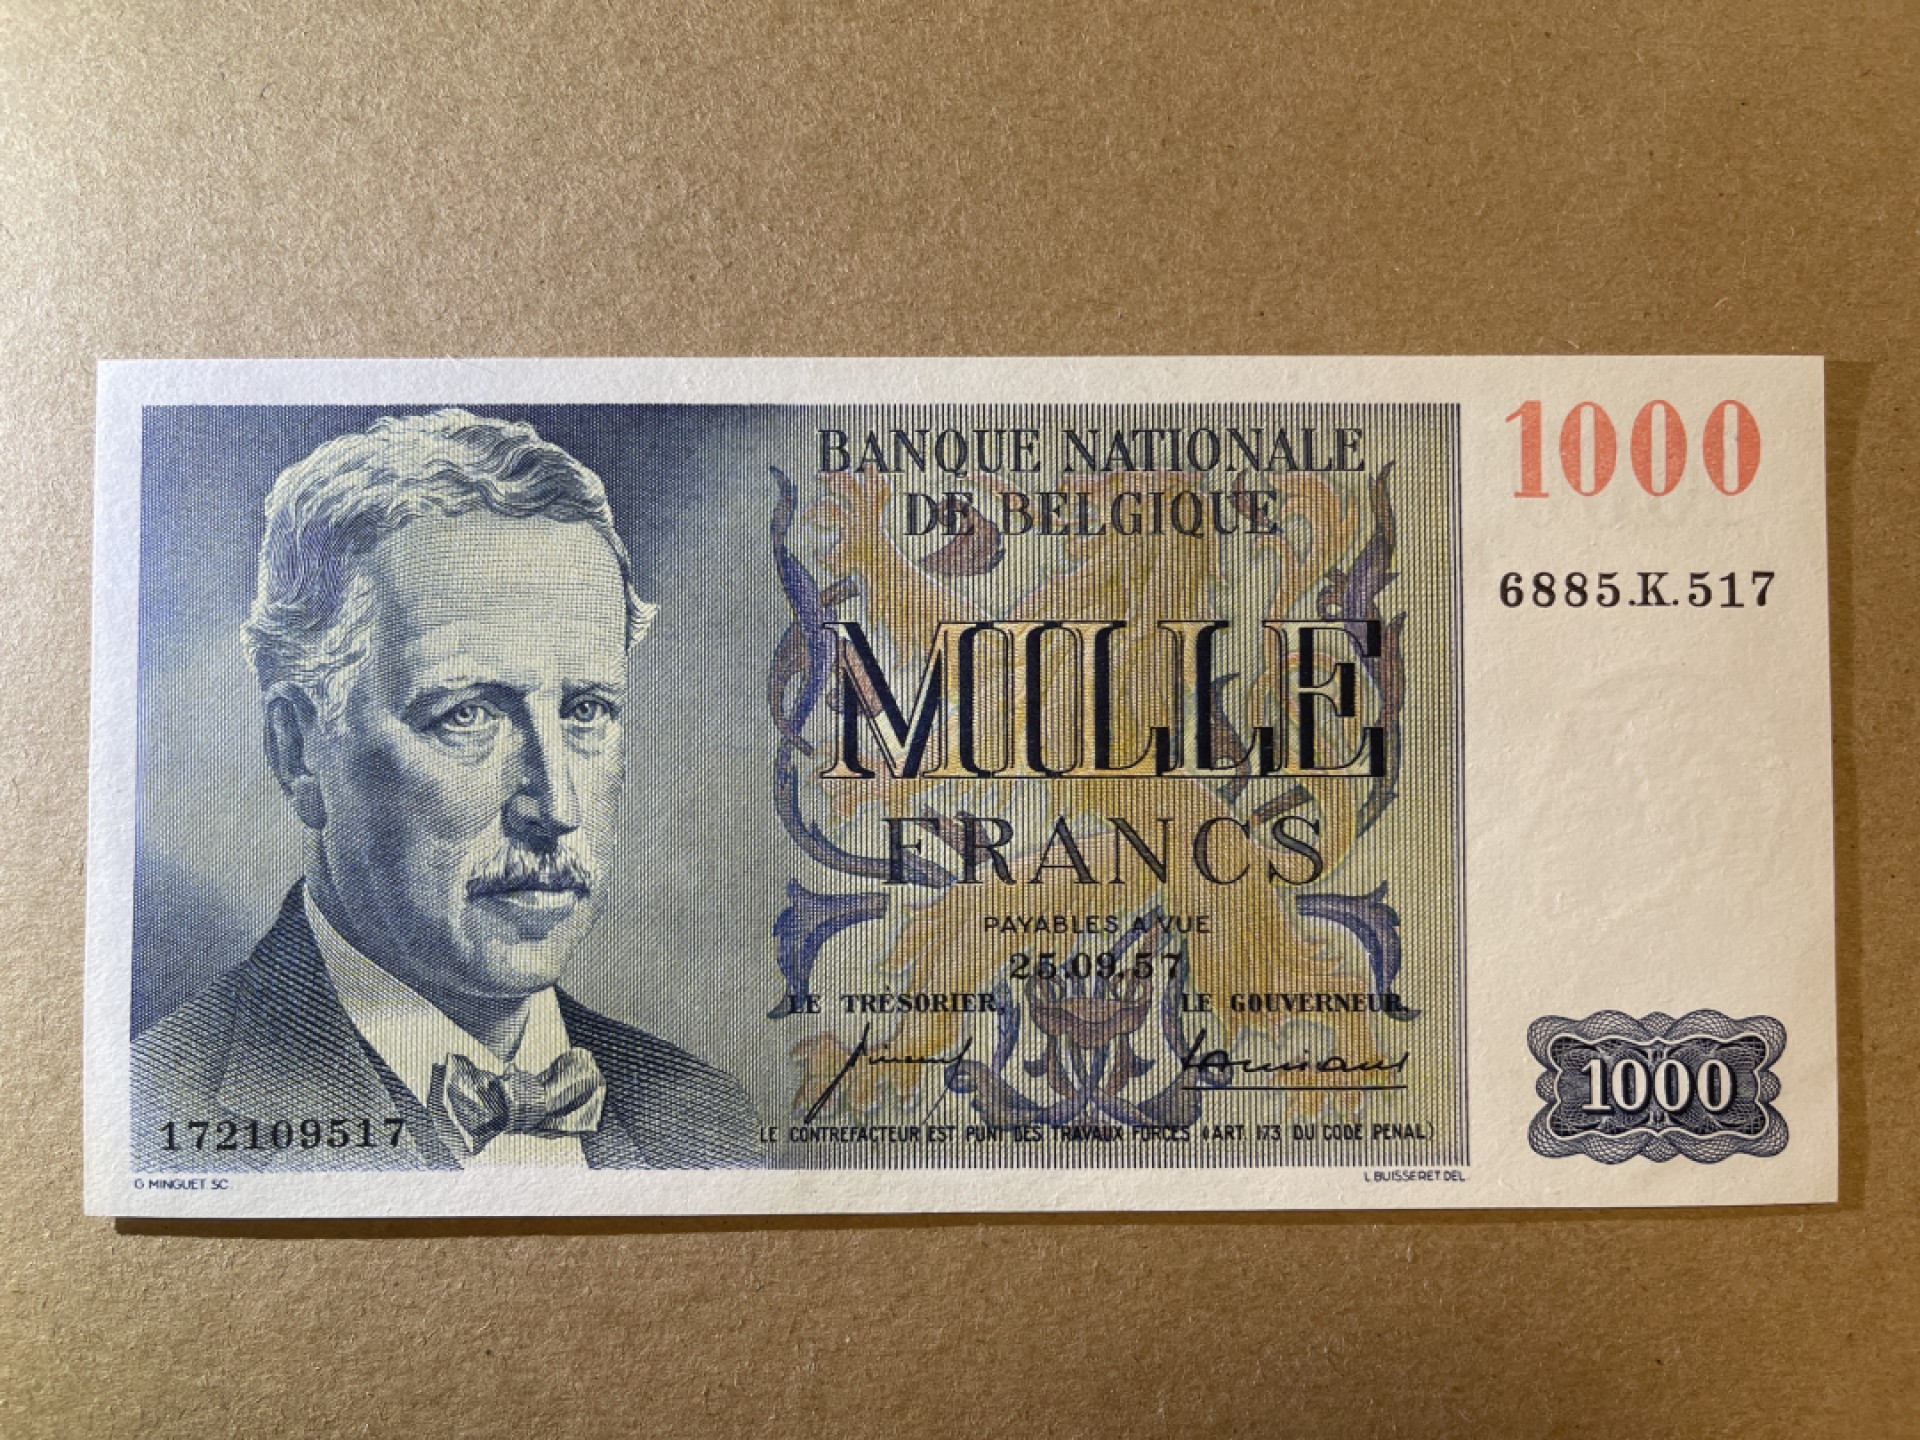 BANQUE NATIONALE
DE BELGIQUE
1000
6885.K.517
MILLE
FRANCS
PAYABLES A VUE
25.09.57
LE TRÉSORIER,
LE GOUVERNEUR,
1000
172109517
LE CONTREFACTEUR EST PUNI DES TRAVAUX FORCÉS (ART. 173 DU CODE PÉNAL)
G. MINGUET. SC.
L. BUISSERET DEL.